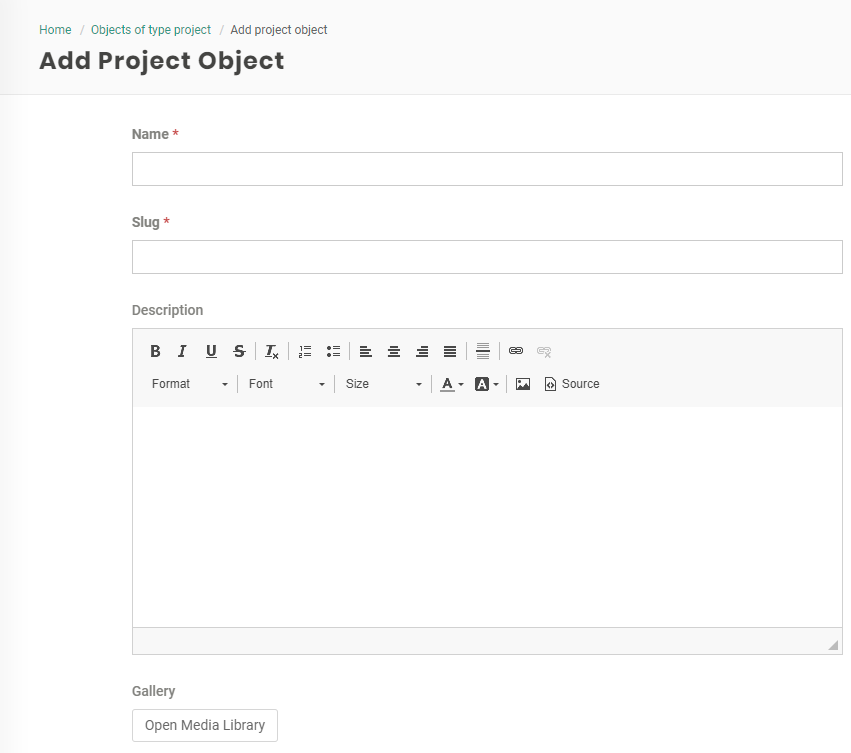 Home / Objects of type project / Add project object
Add Project Object
Name *
Slug *
Description
B I U S Tx
Format Font Size A A Source
Gallery
Open Media Library